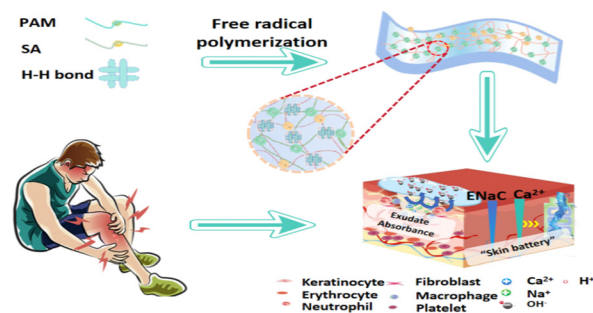 PAM
SA
H-H bond
Free radical
polymerization
ENaC Ca²⁺
Exudate
Absorbance
"Skin battery"
Keratinocyte
Erythrocyte
Neutrophil
Fibroblast
Macrophage
Platelet
Ca²⁺
Na⁺
OH⁻
H⁺